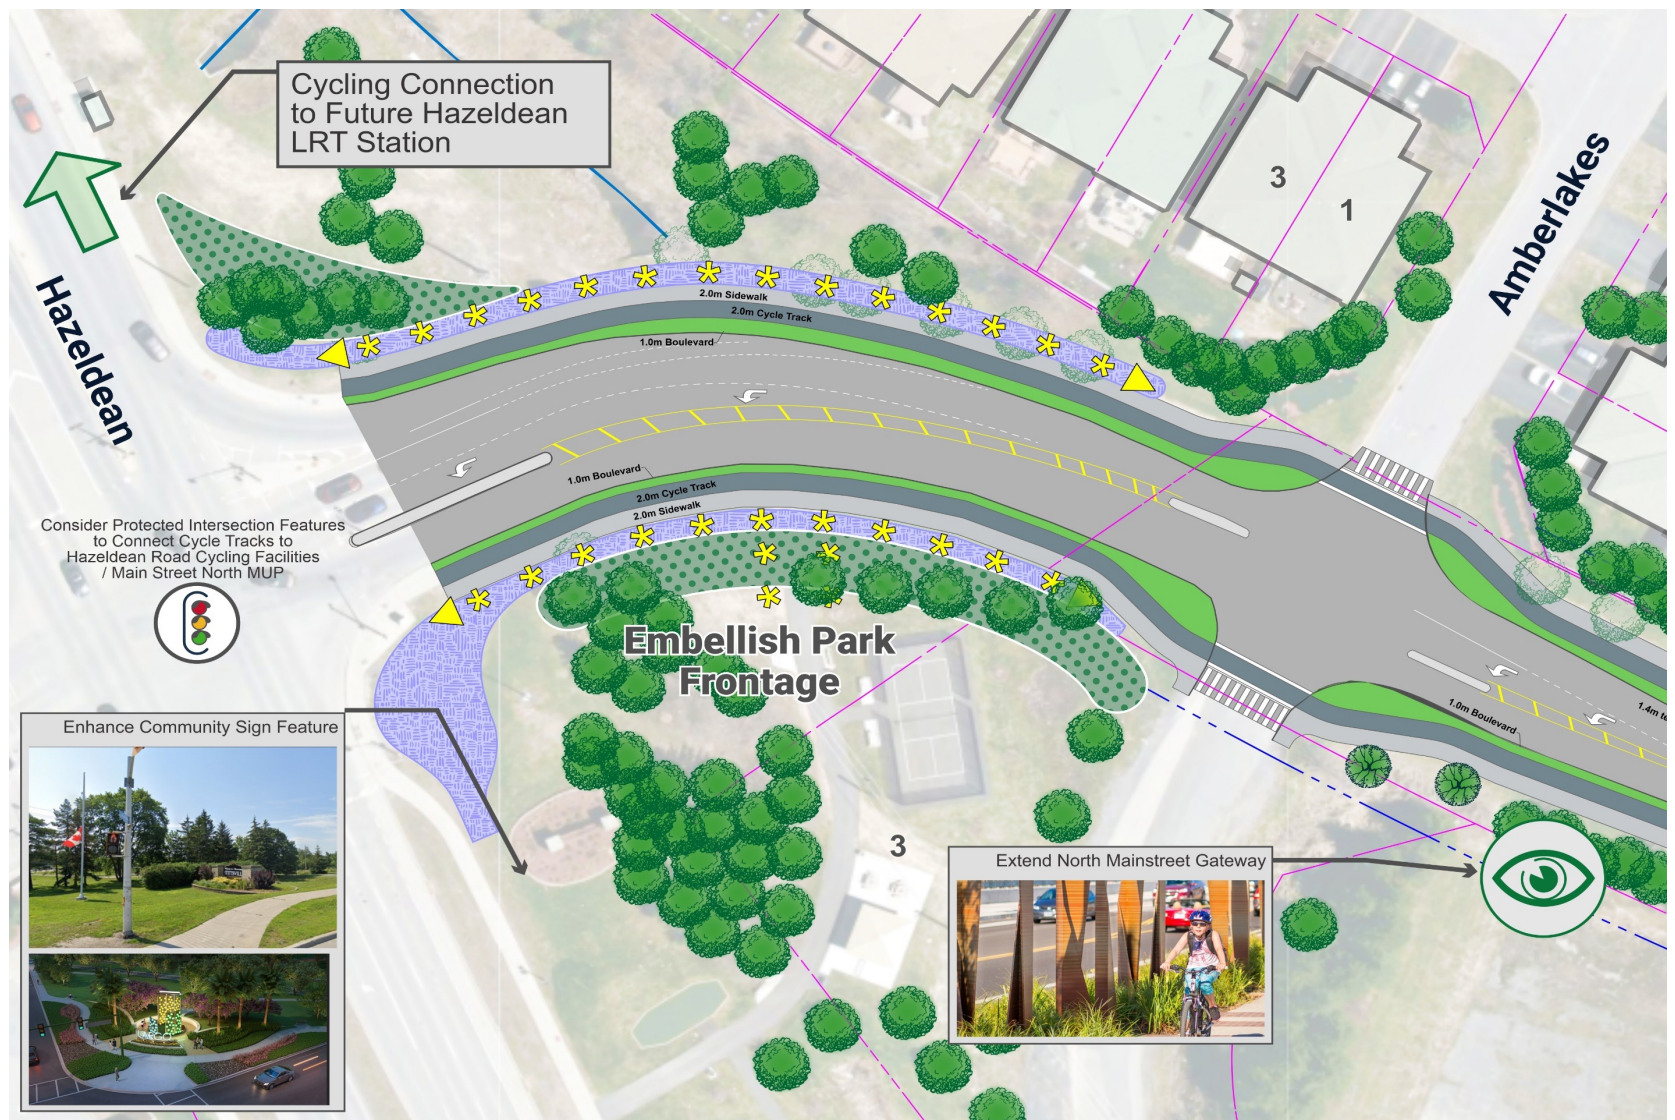 Cycling Connection
to Future Hazeldean
LRT Station
Hazeldean
Amberlakes
3
1
2.0m Sidewalk
2.0m Cycle Track
1.0m Boulevard
1.0m Boulevard
2.0m Cycle Track
2.0m Sidewalk
Consider Protected Intersection Features
to Connect Cycle Tracks to
Hazeldean Road Cycling Facilities
/ Main Street North MUP
Embellish Park
Frontage
1.0m Boulevard
1.4m te
Enhance Community Sign Feature
3
Extend North Mainstreet Gateway